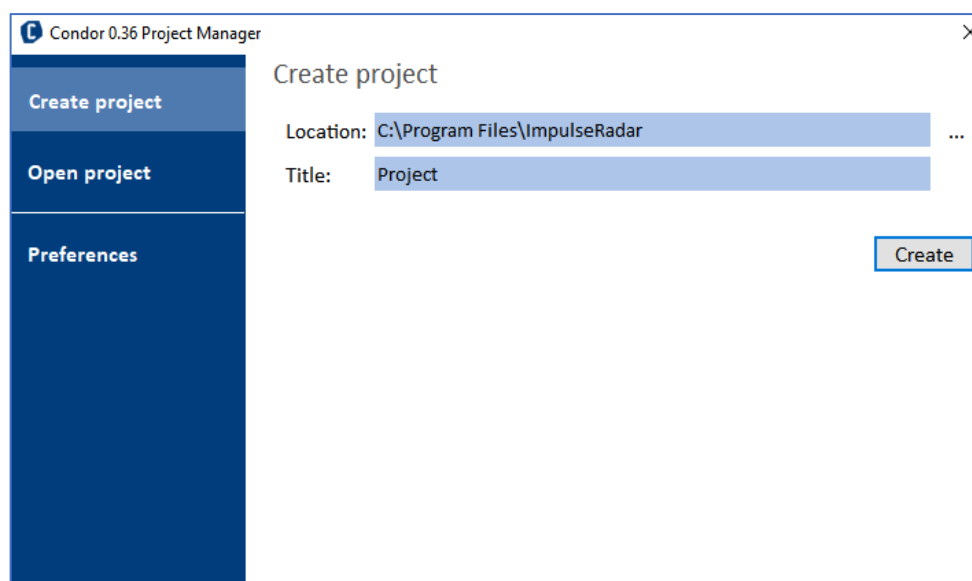 Condor 0.36 Project Manager
Create project
Open project
Preferences
Create project
Location: C:\Program Files\ImpulseRadar ...
Title: Project
Create